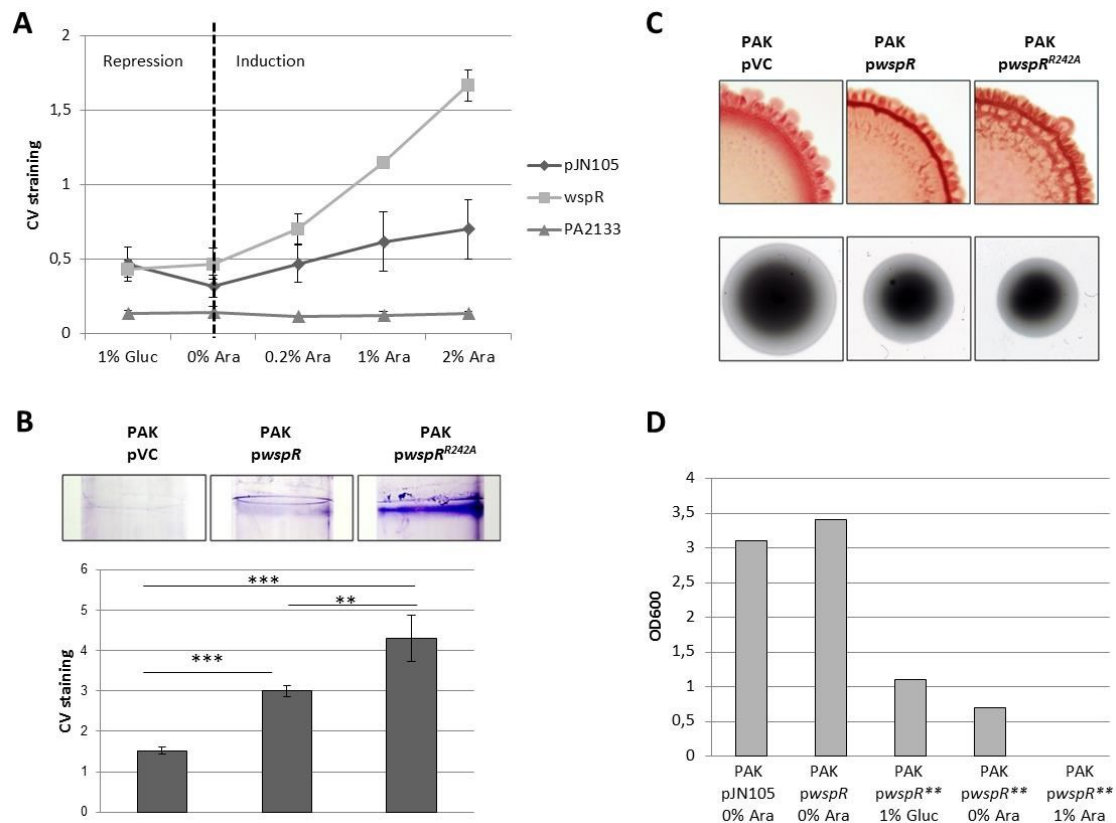 A
2
1,5
1
0,5
0
CV straining
Repression
Induction
1% Gluc
0% Ara
0.2% Ara
1% Ara
2% Ara
pJN105
wspR
PA2133
B
PAK
pVC
PAK
pwspR
PAK
pwspR^R242A
6
5
4
3
2
1
0
CV staining
***
**
***
C
PAK
pVC
PAK
pwspR
PAK
pwspR^R242A
D
4
3,5
3
2,5
2
1,5
1
0,5
0
OD600
PAK
pJN105
0% Ara
PAK
pwspR
0% Ara
PAK
pwspR**
1% Gluc
PAK
pwspR**
0% Ara
PAK
pwspR**
1% Ara